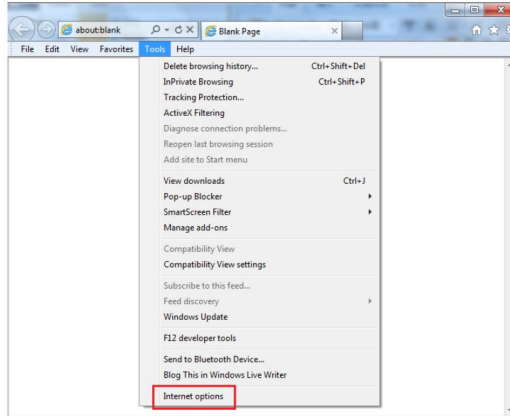 about:blank
Blank Page
File Edit View Favorites Tools Help
Delete browsing history... Ctrl+Shift+Del
InPrivate Browsing Ctrl+Shift+P
Tracking Protection...
ActiveX Filtering
Diagnose connection problems...
Reopen last browsing session
Add site to Start menu
View downloads Ctrl+J
Pop-up Blocker
SmartScreen Filter
Manage add-ons
Compatibility View
Compatibility View settings
Subscribe to this feed...
Feed discovery
Windows Update
F12 developer tools
Send to Bluetooth Device...
Blog This in Windows Live Writer
Internet options